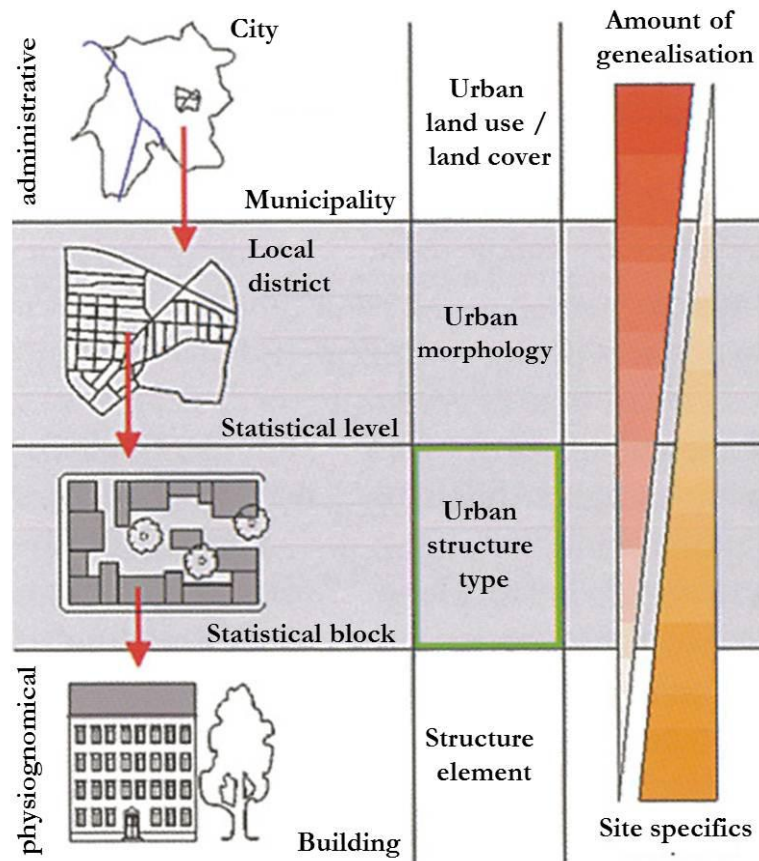 administrative
City
Municipality
Urban
land use /
land cover
Amount of
genealisation
Local
district
Statistical level
Urban
morphology
Statistical block
Urban
structure
type
physiognomical
Building
Structure
element
Site specifics